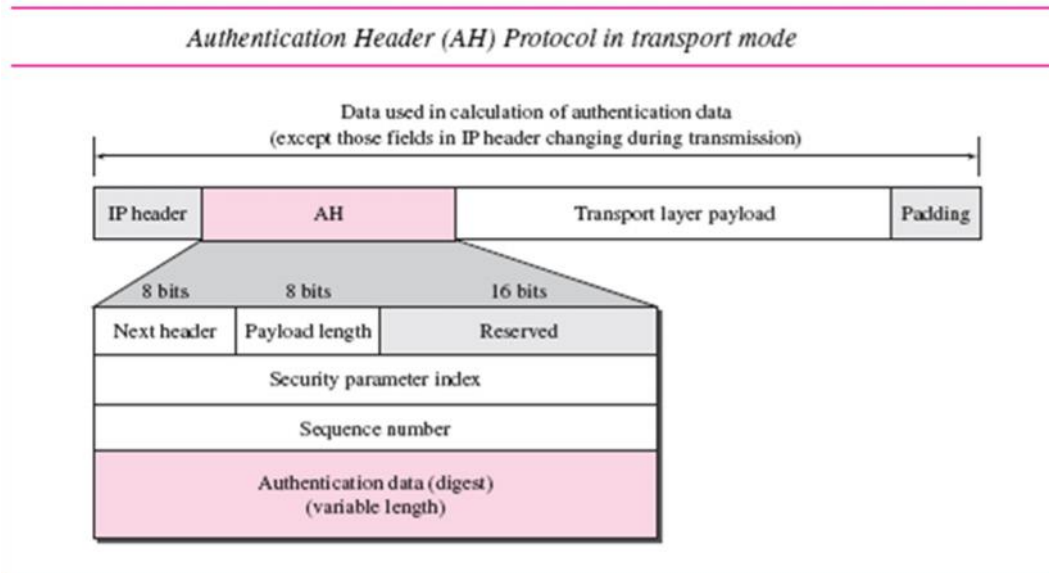 Authentication Header (AH) Protocol in transport mode
Data used in calculation of authentication data
(except those fields in IP header changing during transmission)
IP header AH Transport layer payload Padding
8 bits 8 bits 16 bits
Next header Payload length Reserved
Security parameter index
Sequence number
Authentication data (digest)
(variable length)